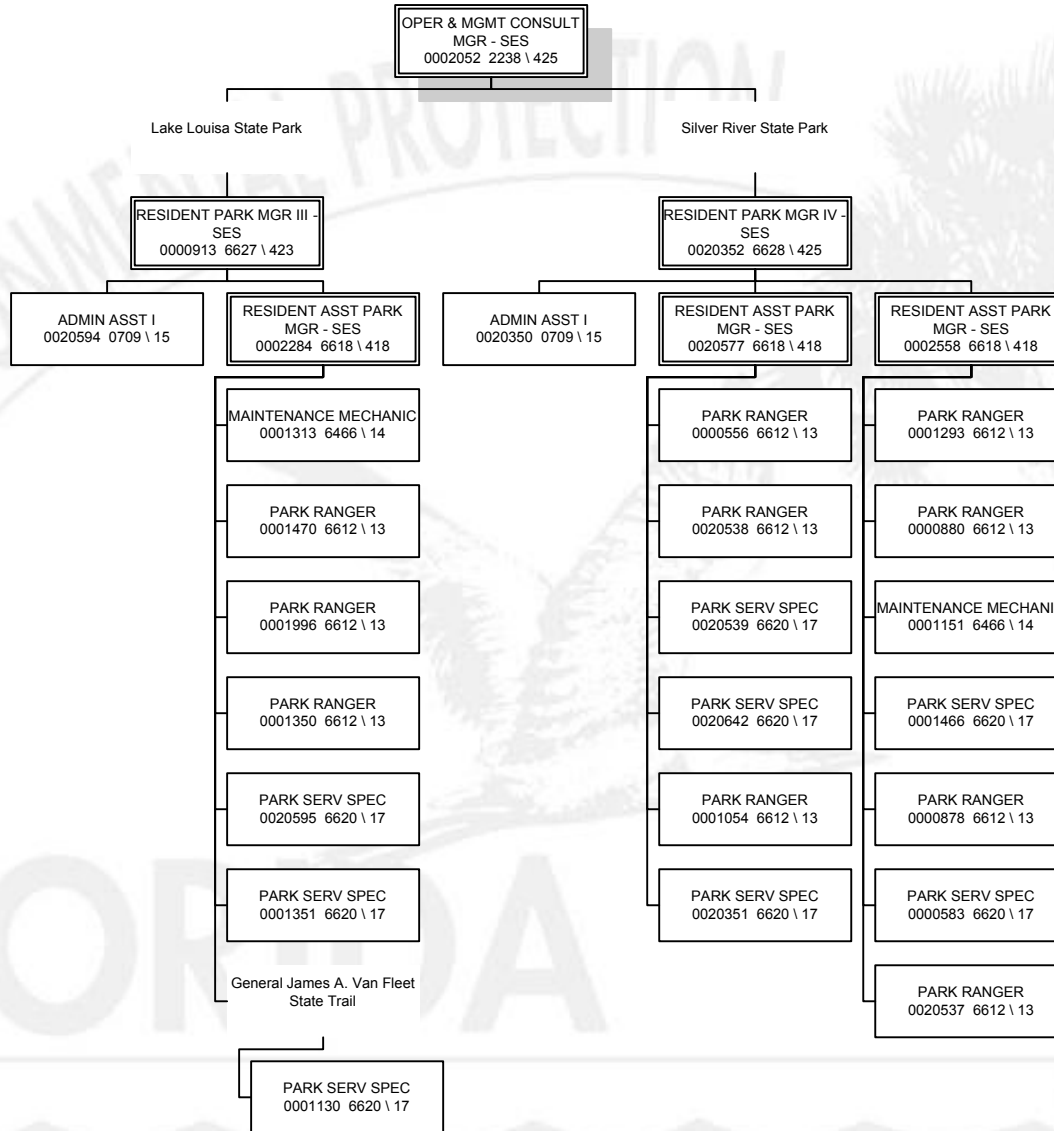 OPER & MGMT CONSULT
MGR - SES
0002052 2238 \ 425
Lake Louisa State Park
Silver River State Park
RESIDENT PARK MGR III -
SES
0000913 6627 \ 423
RESIDENT PARK MGR IV -
SES
0020352 6628 \ 425
ADMIN ASST I
0020594 0709 \ 15
RESIDENT ASST PARK
MGR - SES
0002284 6618 \ 418
ADMIN ASST I
0020350 0709 \ 15
RESIDENT ASST PARK
MGR - SES
0020577 6618 \ 418
RESIDENT ASST PARK
MGR - SES
0002558 6618 \ 418
MAINTENANCE MECHANIC
0001313 6466 \ 14
PARK RANGER
0001470 6612 \ 13
PARK RANGER
0001996 6612 \ 13
PARK RANGER
0001350 6612 \ 13
PARK SERV SPEC
0020595 6620 \ 17
PARK SERV SPEC
0001351 6620 \ 17
General James A. Van Fleet
State Trail
PARK SERV SPEC
0001130 6620 \ 17
PARK RANGER
0000556 6612 \ 13
PARK RANGER
0020538 6612 \ 13
PARK SERV SPEC
0020539 6620 \ 17
PARK SERV SPEC
0020642 6620 \ 17
PARK RANGER
0001054 6612 \ 13
PARK SERV SPEC
0020351 6620 \ 17
PARK RANGER
0001293 6612 \ 13
PARK RANGER
0000880 6612 \ 13
MAINTENANCE MECHANI
0001151 6466 \ 14
PARK SERV SPEC
0001466 6620 \ 17
PARK RANGER
0000878 6612 \ 13
PARK SERV SPEC
0000583 6620 \ 17
PARK RANGER
0020537 6612 \ 13
PROTECTION